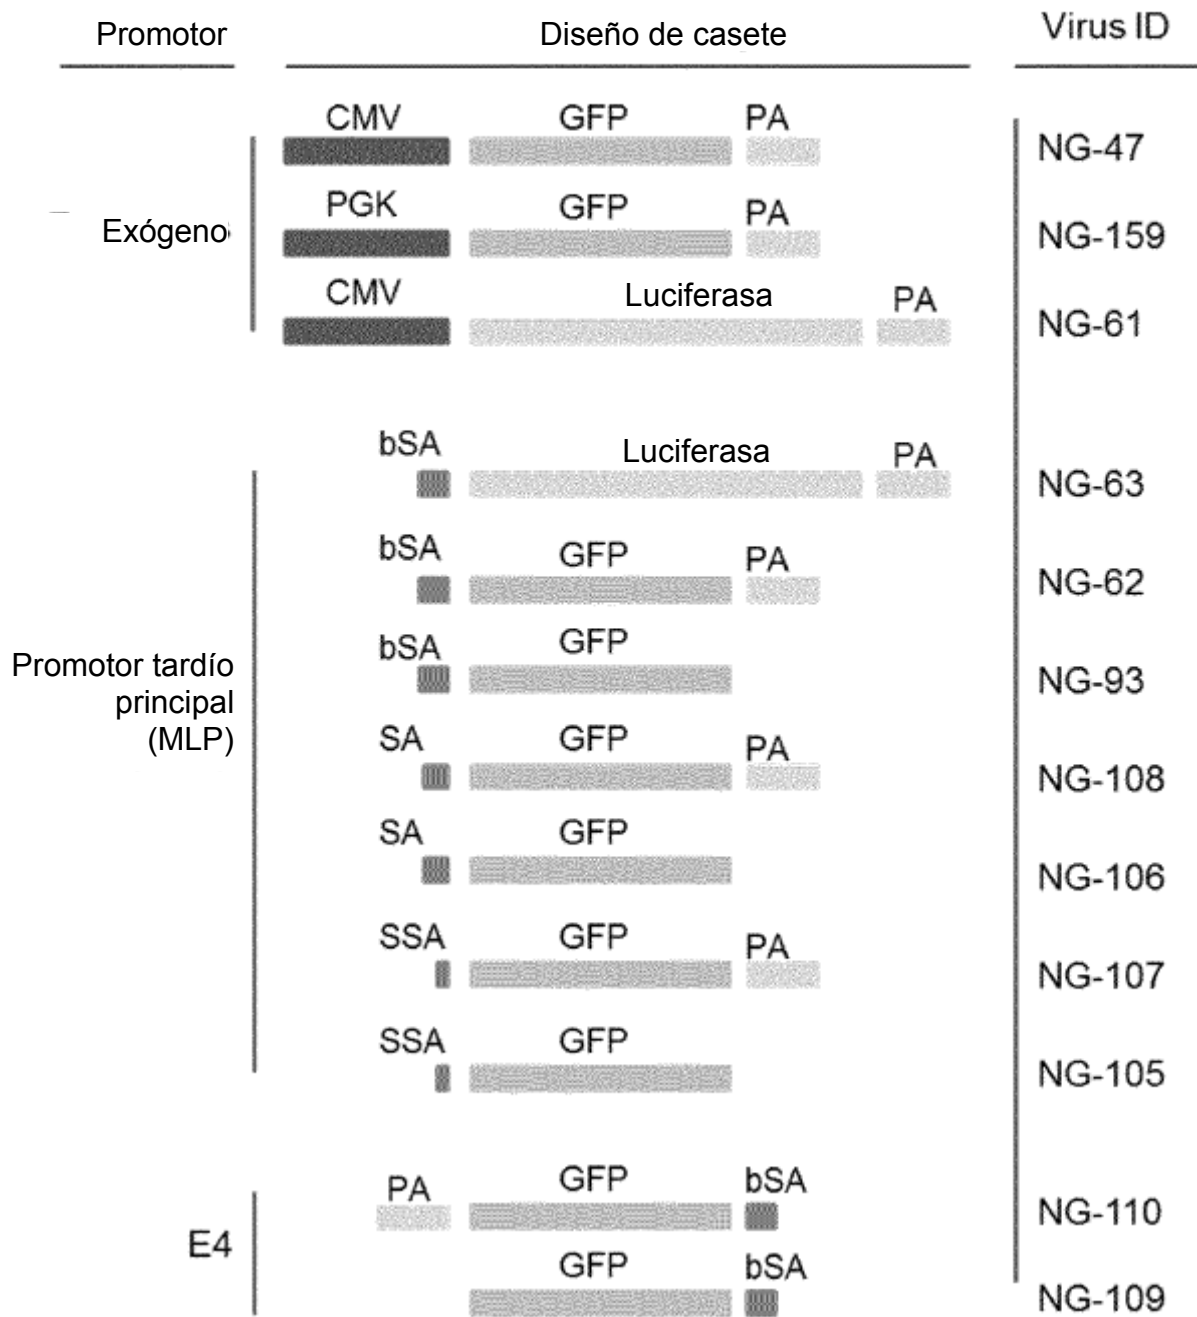 Promotor Diseño de casete Virus ID
CMV GFP PA
NG-47
PGK GFP PA
Exógeno NG-159
CMV Luciferasa PA
NG-61
bSA Luciferasa PA
NG-63
bSA GFP PA
NG-62
bSA GFP
NG-93
Promotor tardío
principal
(MLP)
SA GFP PA
NG-108
SA GFP
NG-106
SSA GFP PA
NG-107
SSA GFP
NG-105
PA GFP bSA
NG-110
E4
GFP bSA
NG-109